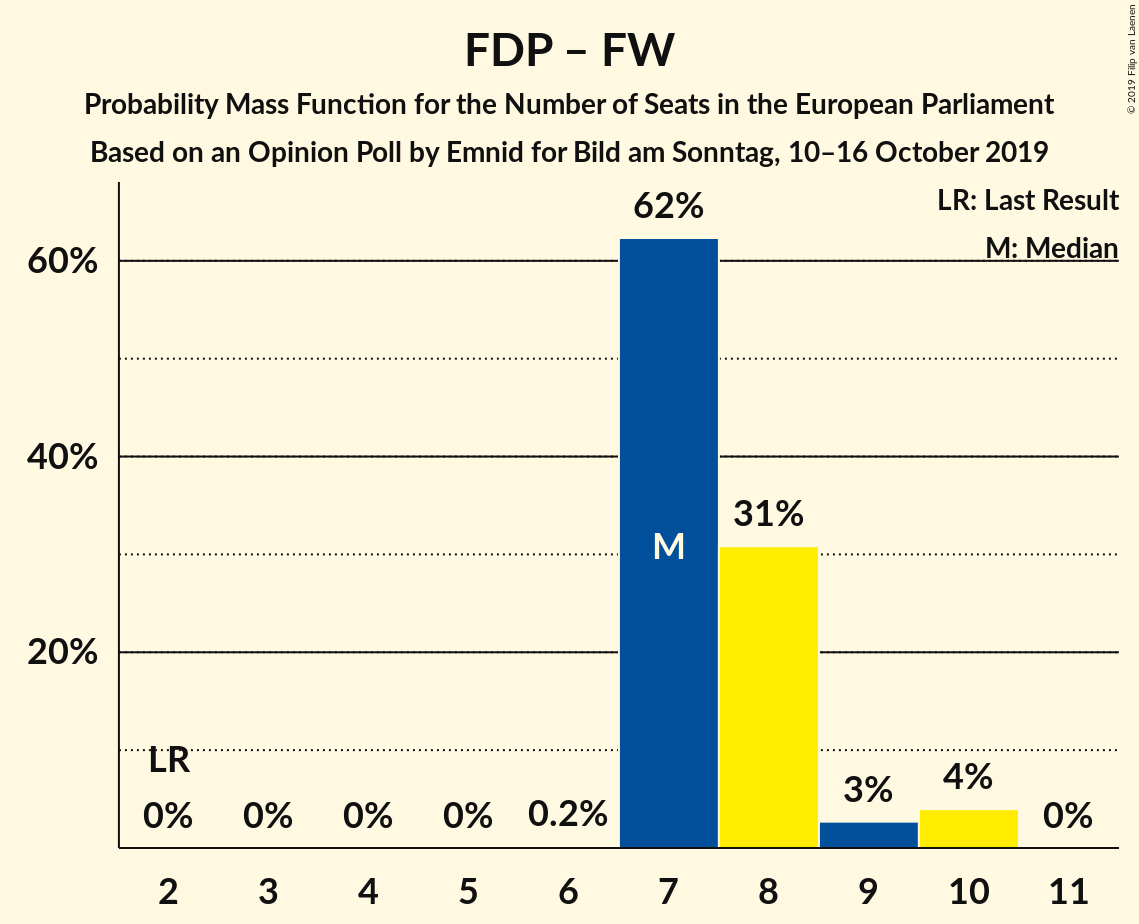 FDP – FW
Probability Mass Function for the Number of Seats in the European Parliament
Based on an Opinion Poll by Emnid for Bild am Sonntag, 10–16 October 2019
© 2019 Filip van Laenen
LR: Last Result
M: Median
62%
60%
40%
31%
M
20%
LR
0%
0%
0%
0%
0.2%
3%
4%
0%
2 3 4 5 6 7 8 9 10 11